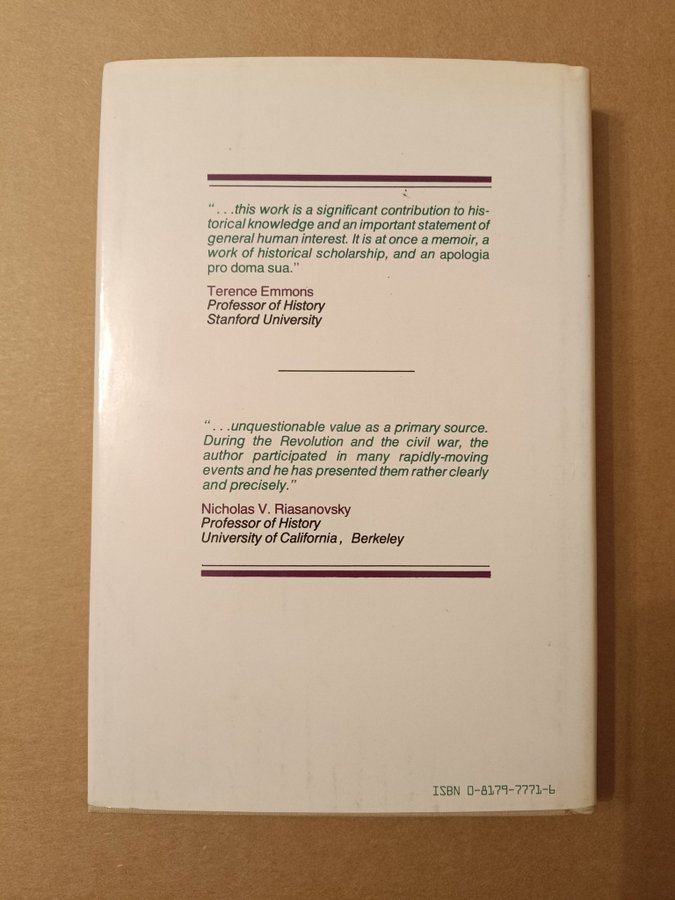 “. . .this work is a significant contribution to his-
torical knowledge and an important statement of
general human interest. It is at once a memoir, a
work of historical scholarship, and an apologia
pro doma sua.”
Terence Emmons
Professor of History
Stanford University
“. . .unquestionable value as a primary source.
During the Revolution and the civil war, the
author participated in many rapidly-moving
events and he has presented them rather clearly
and precisely.”
Nicholas V. Riasanovsky
Professor of History
University of California, Berkeley
ISBN 0-8179-7771-6